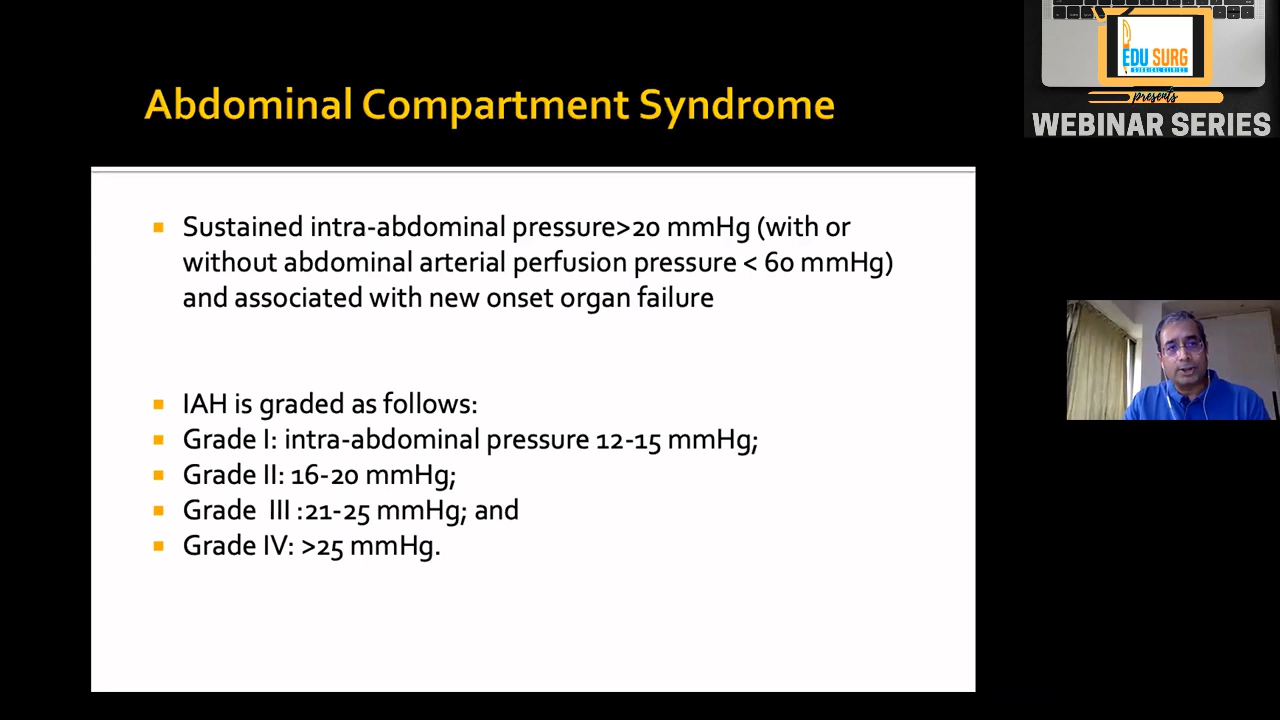 Abdominal Compartment Syndrome
Sustained intra-abdominal pressure>20 mmHg (with or
without abdominal arterial perfusion pressure < 60 mmHg)
and associated with new onset organ failure
IAH is graded as follows:
Grade I: intra-abdominal pressure 12-15 mmHg;
Grade II: 16-20 mmHg;
Grade III :21-25 mmHg; and
Grade IV: >25 mmHg.
EDU SURG
SURGICAL CLINICS
presents
WEBINAR SERIES